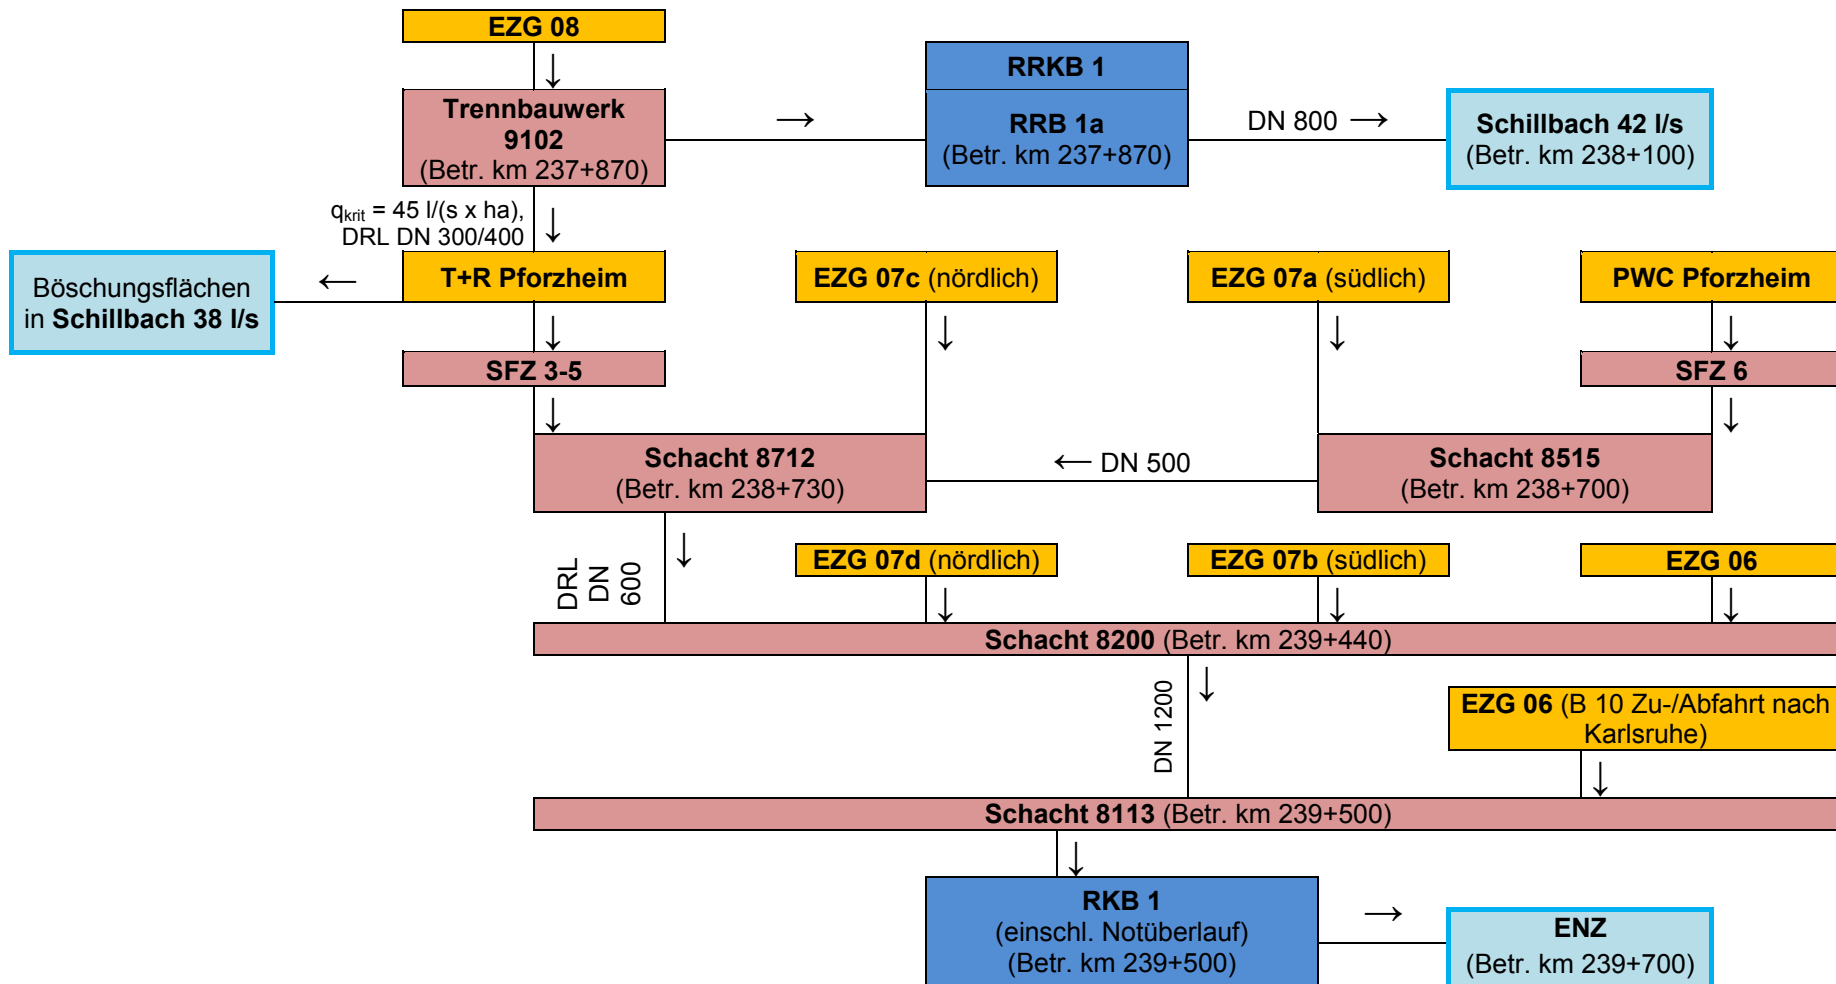 EZG 08
RRKB 1
Trennbauwerk
9102
(Betr. km 237+870)
→
RRB 1a
(Betr. km 237+870)
DN 800 →
Schillbach 42 l/s
(Betr. km 238+100)
qkrit = 45 l/(s x ha),
DRL DN 300/400
Böschungsflächen
in Schillbach 38 l/s
←
T+R Pforzheim
EZG 07c (nördlich)
EZG 07a (südlich)
PWC Pforzheim
SFZ 3-5
SFZ 6
Schacht 8712
(Betr. km 238+730)
← DN 500
Schacht 8515
(Betr. km 238+700)
DRL
DN
600
EZG 07d (nördlich)
EZG 07b (südlich)
EZG 06
Schacht 8200 (Betr. km 239+440)
DN 1200
EZG 06 (B 10 Zu-/Abfahrt nach
Karlsruhe)
Schacht 8113 (Betr. km 239+500)
RKB 1
(einschl. Notüberlauf)
(Betr. km 239+500)
→
ENZ
(Betr. km 239+700)